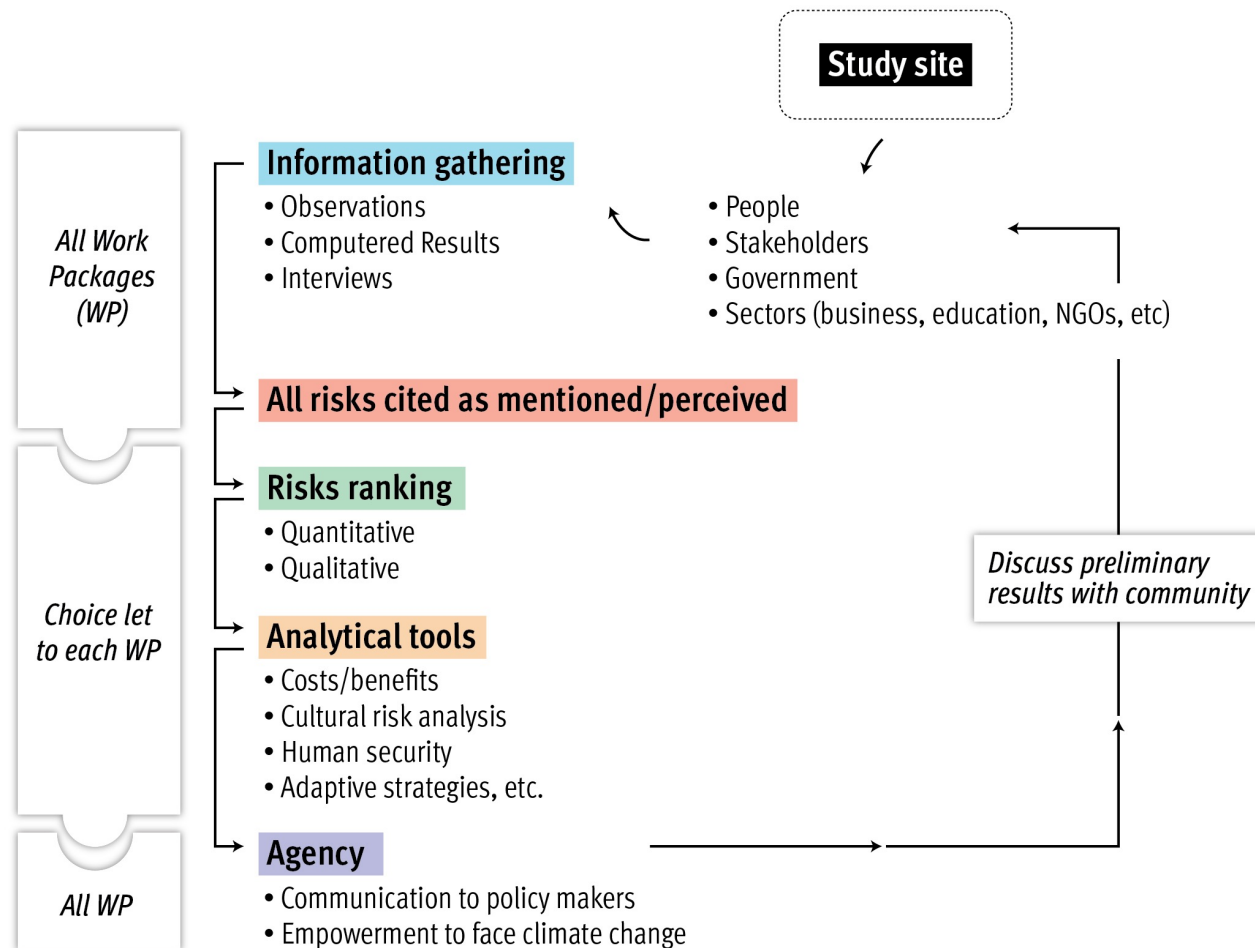 Study site
All Work
Packages
(WP)
Information gathering
• Observations
• Computered Results
• Interviews
• People
• Stakeholders
• Government
• Sectors (business, education, NGOs, etc)
All risks cited as mentioned/perceived
Choice let
to each WP
Risks ranking
• Quantitative
• Qualitative
Analytical tools
• Costs/benefits
• Cultural risk analysis
• Human security
• Adaptive strategies, etc.
Discuss preliminary
results with community
All WP
Agency
• Communication to policy makers
• Empowerment to face climate change